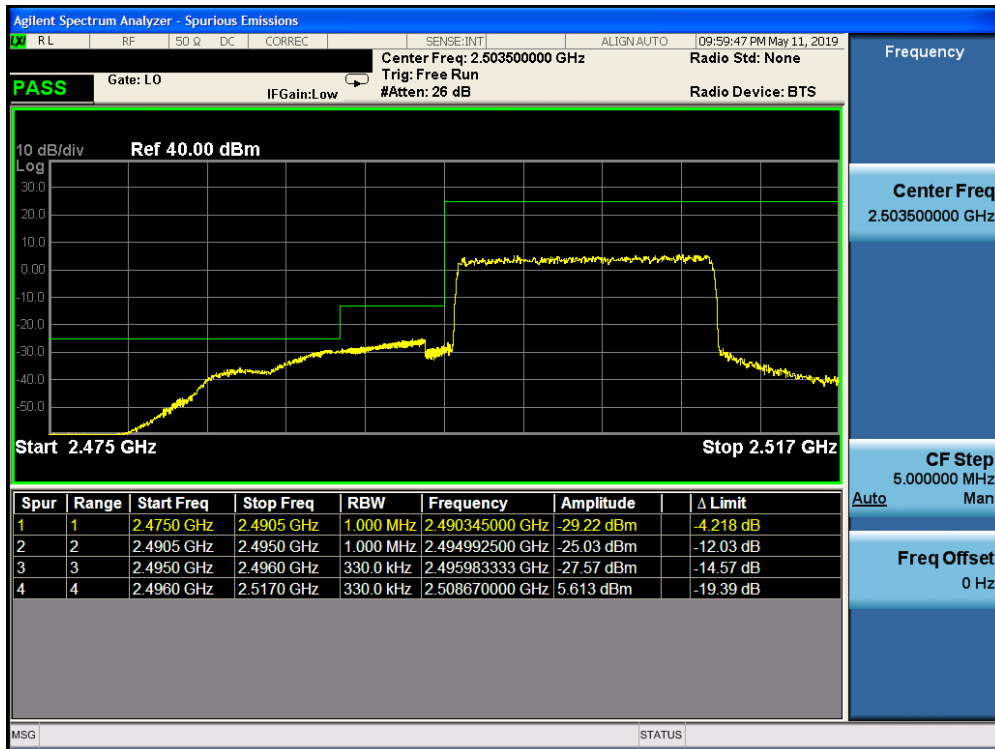 Agilent Spectrum Analyzer - Spurious Emissions
LXI RL RF 50 Ω DC CORREC SENSE:INT ALIGN AUTO 09:59:47 PM May 11, 2019
Frequency
Center Freq: 2.503500000 GHz Radio Std: None
Trig: Free Run
PASS Gate: LO IFGain:Low #Atten: 26 dB Radio Device: BTS
10 dB/div Ref 40.00 dBm
Log
30.0
20.0
10.0
0.00
-10.0
-20.0
-30.0
-40.0
-50.0
Start 2.475 GHz Stop 2.517 GHz
Center Freq
2.503500000 GHz
CF Step
5.000000 MHz
Auto Man
Freq Offset
0 Hz
Spur Range Start Freq Stop Freq RBW Frequency Amplitude Δ Limit
1 1 2.4750 GHz 2.4905 GHz 1.000 MHz 2.490345000 GHz -29.22 dBm -4.218 dB
2 2 2.4905 GHz 2.4950 GHz 1.000 MHz 2.494992500 GHz -25.03 dBm -12.03 dB
3 3 2.4950 GHz 2.4960 GHz 330.0 kHz 2.495983333 GHz -27.57 dBm -14.57 dB
4 4 2.4960 GHz 2.5170 GHz 330.0 kHz 2.508670000 GHz 5.613 dBm -19.39 dB
MSG STATUS